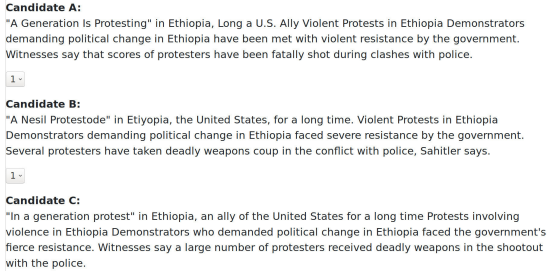 Candidate A:
"A Generation Is Protesting" in Ethiopia, Long a U.S. Ally Violent Protests in Ethiopia Demonstrators
demanding political change in Ethiopia have been met with violent resistance by the government.
Witnesses say that scores of protesters have been fatally shot during clashes with police.
1
Candidate B:
"A Nesil Protestode" in Etiyopia, the United States, for a long time. Violent Protests in Ethiopia
Demonstrators demanding political change in Ethiopia faced severe resistance by the government.
Several protesters have taken deadly weapons coup in the conflict with police, Sahitler says.
1
Candidate C:
"In a generation protest" in Ethiopia, an ally of the United States for a long time Protests involving
violence in Ethiopia Demonstrators who demanded political change in Ethiopia faced the government's
fierce resistance. Witnesses say a large number of protesters received deadly weapons in the shootout
with the police.